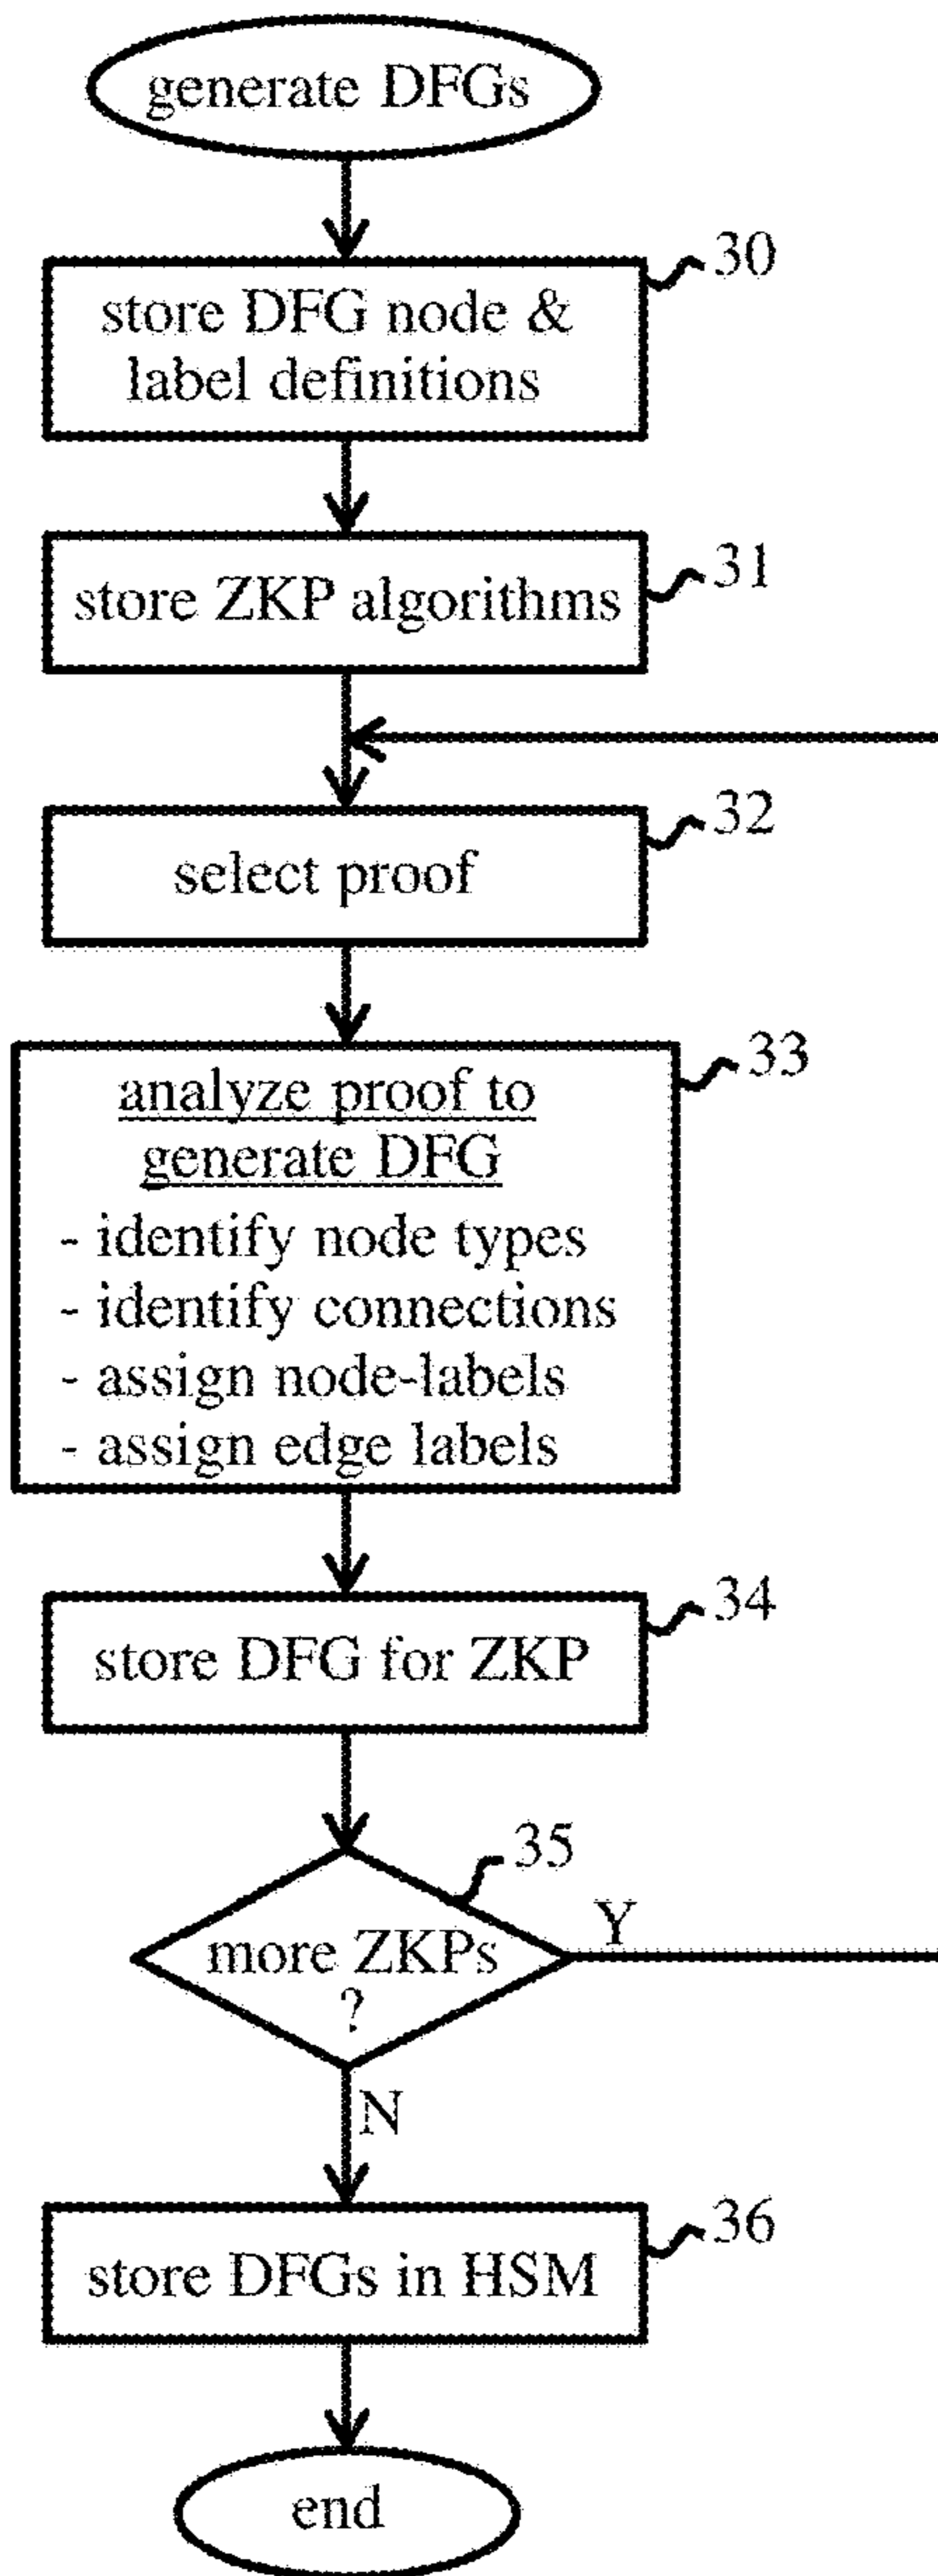 generate DFGs
30
store DFG node &
label definitions
31
store ZKP algorithms
32
select proof
33
analyze proof to
generate DFG
- identify node types
- identify connections
- assign node-labels
- assign edge labels
34
store DFG for ZKP
35
more ZKPs
?
Y
N
36
store DFGs in HSM
end